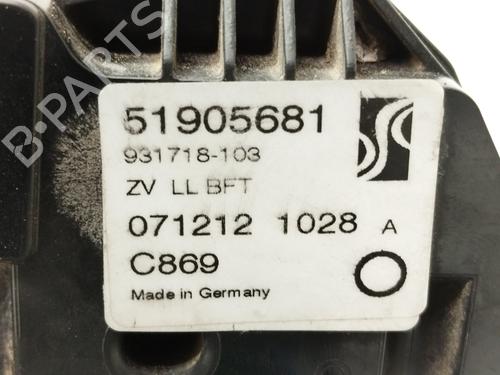 B-PARTS
51905681
931718-103
ZV LL BFT
071212 1028 A
C869
Made in Germany